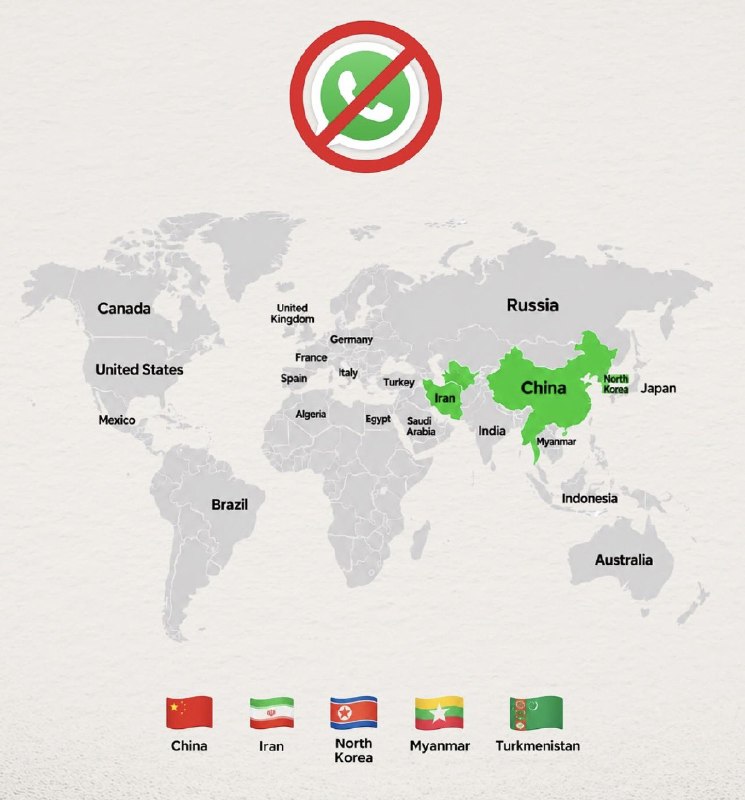 Canada
United
Kingdom
Russia
Germany
France
United States
Italy
Spain
Turkey
Iran
China
North
Korea
Japan
Mexico
Algeria
Egypt
Saudi
Arabia
India
Myanmar
Brazil
Indonesia
Australia
China
Iran
North
Korea
Myanmar
Turkmenistan